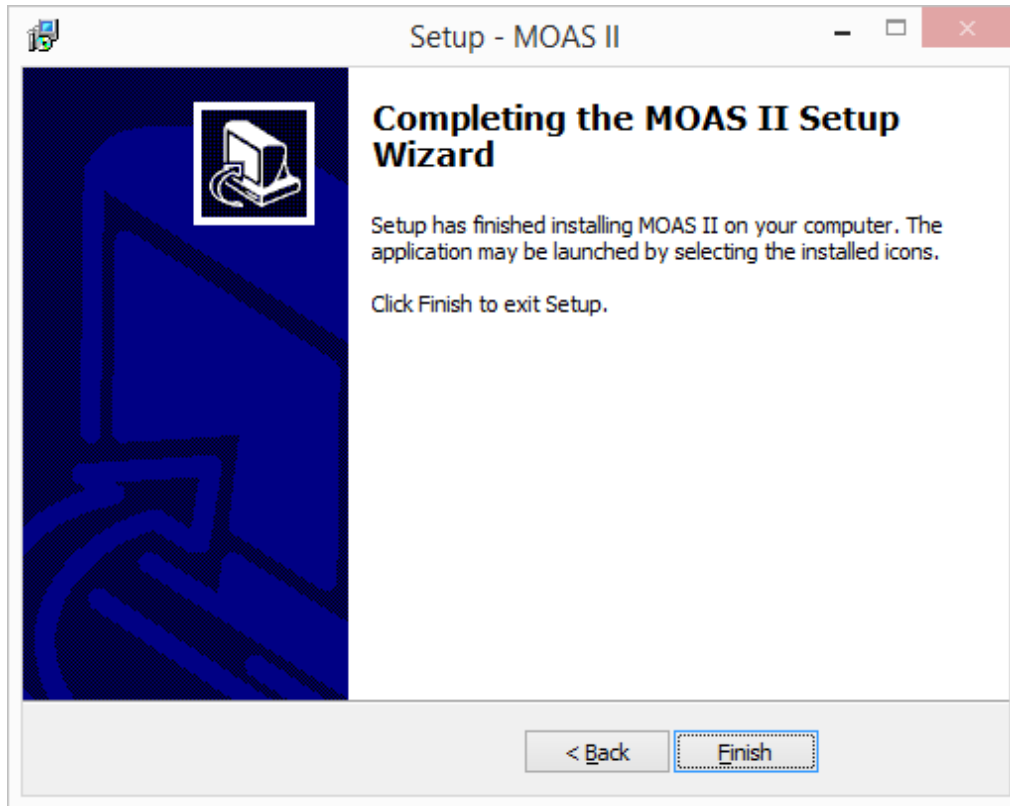 Setup - MOAS II
Completing the MOAS II Setup
Wizard
Setup has finished installing MOAS II on your computer. The
application may be launched by selecting the installed icons.
Click Finish to exit Setup.
< Back
Finish